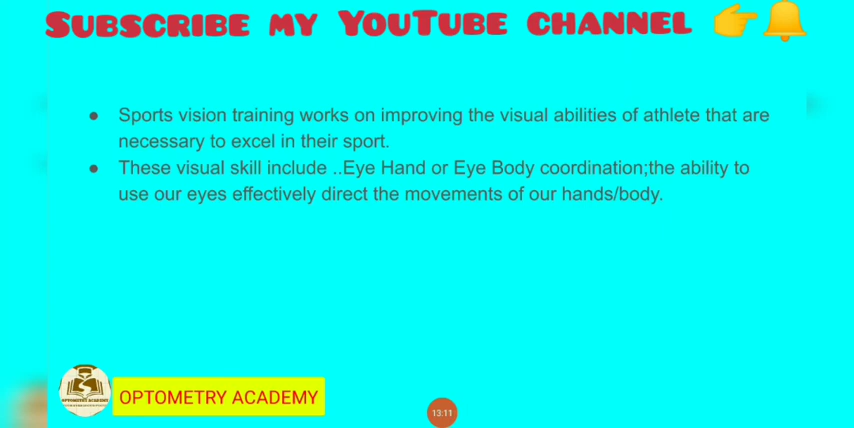 SUBSCRIBE MY YOUTUBE CHANNEL 👉🔔
● Sports vision training works on improving the visual abilities of athlete that are
necessary to excel in their sport.
● These visual skill include ..Eye Hand or Eye Body coordination;the ability to
use our eyes effectively direct the movements of our hands/body.
OPTOMETRY ACADEMY
OPTOMETRY ACADEMY
13:11